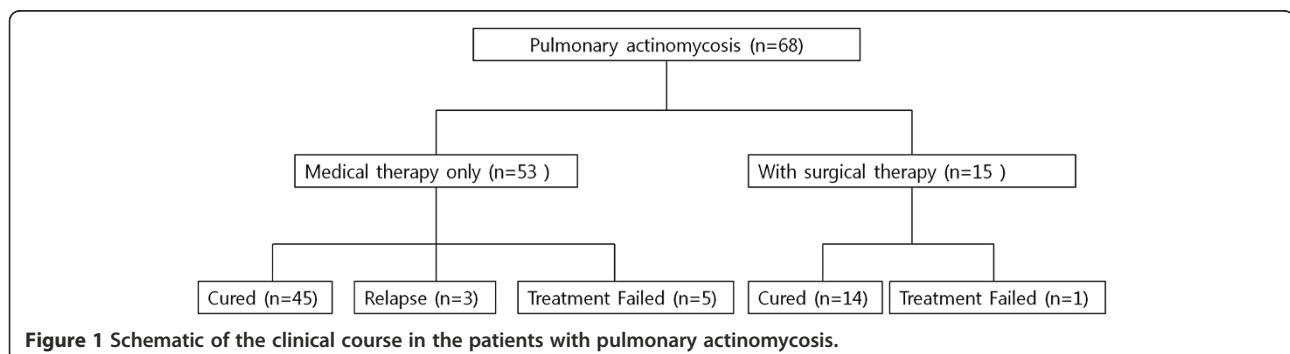 Pulmonary actinomycosis (n=68)
Medical therapy only (n=53 )
With surgical therapy (n=15 )
Cured (n=45)
Relapse (n=3)
Treatment Failed (n=5)
Cured (n=14)
Treatment Failed (n=1)
Figure 1 Schematic of the clinical course in the patients with pulmonary actinomycosis.